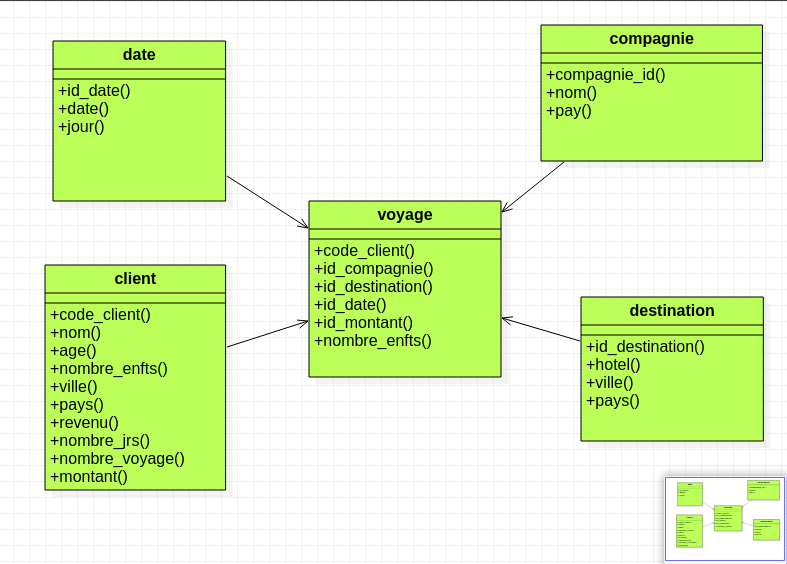 date
+id_date()
+date()
+jour()
compagnie
+compagnie_id()
+nom()
+pay()
voyage
+code_client()
+id_compagnie()
+id_destination()
+id_date()
+id_montant()
+nombre_enfts()
client
+code_client()
+nom()
+age()
+nombre_enfts()
+ville()
+pays()
+revenu()
+nombre_jrs()
+nombre_voyage()
+montant()
destination
+id_destination()
+hotel()
+ville()
+pays()